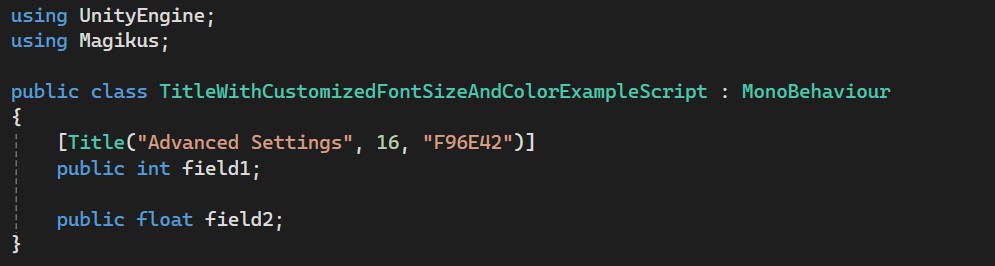 using UnityEngine;
using Magikus;
public class TitleWithCustomizedFontSizeAndColorExampleScript : MonoBehaviour
{
[Title("Advanced Settings", 16, "F96E42")]
public int field1;
public float field2;
}